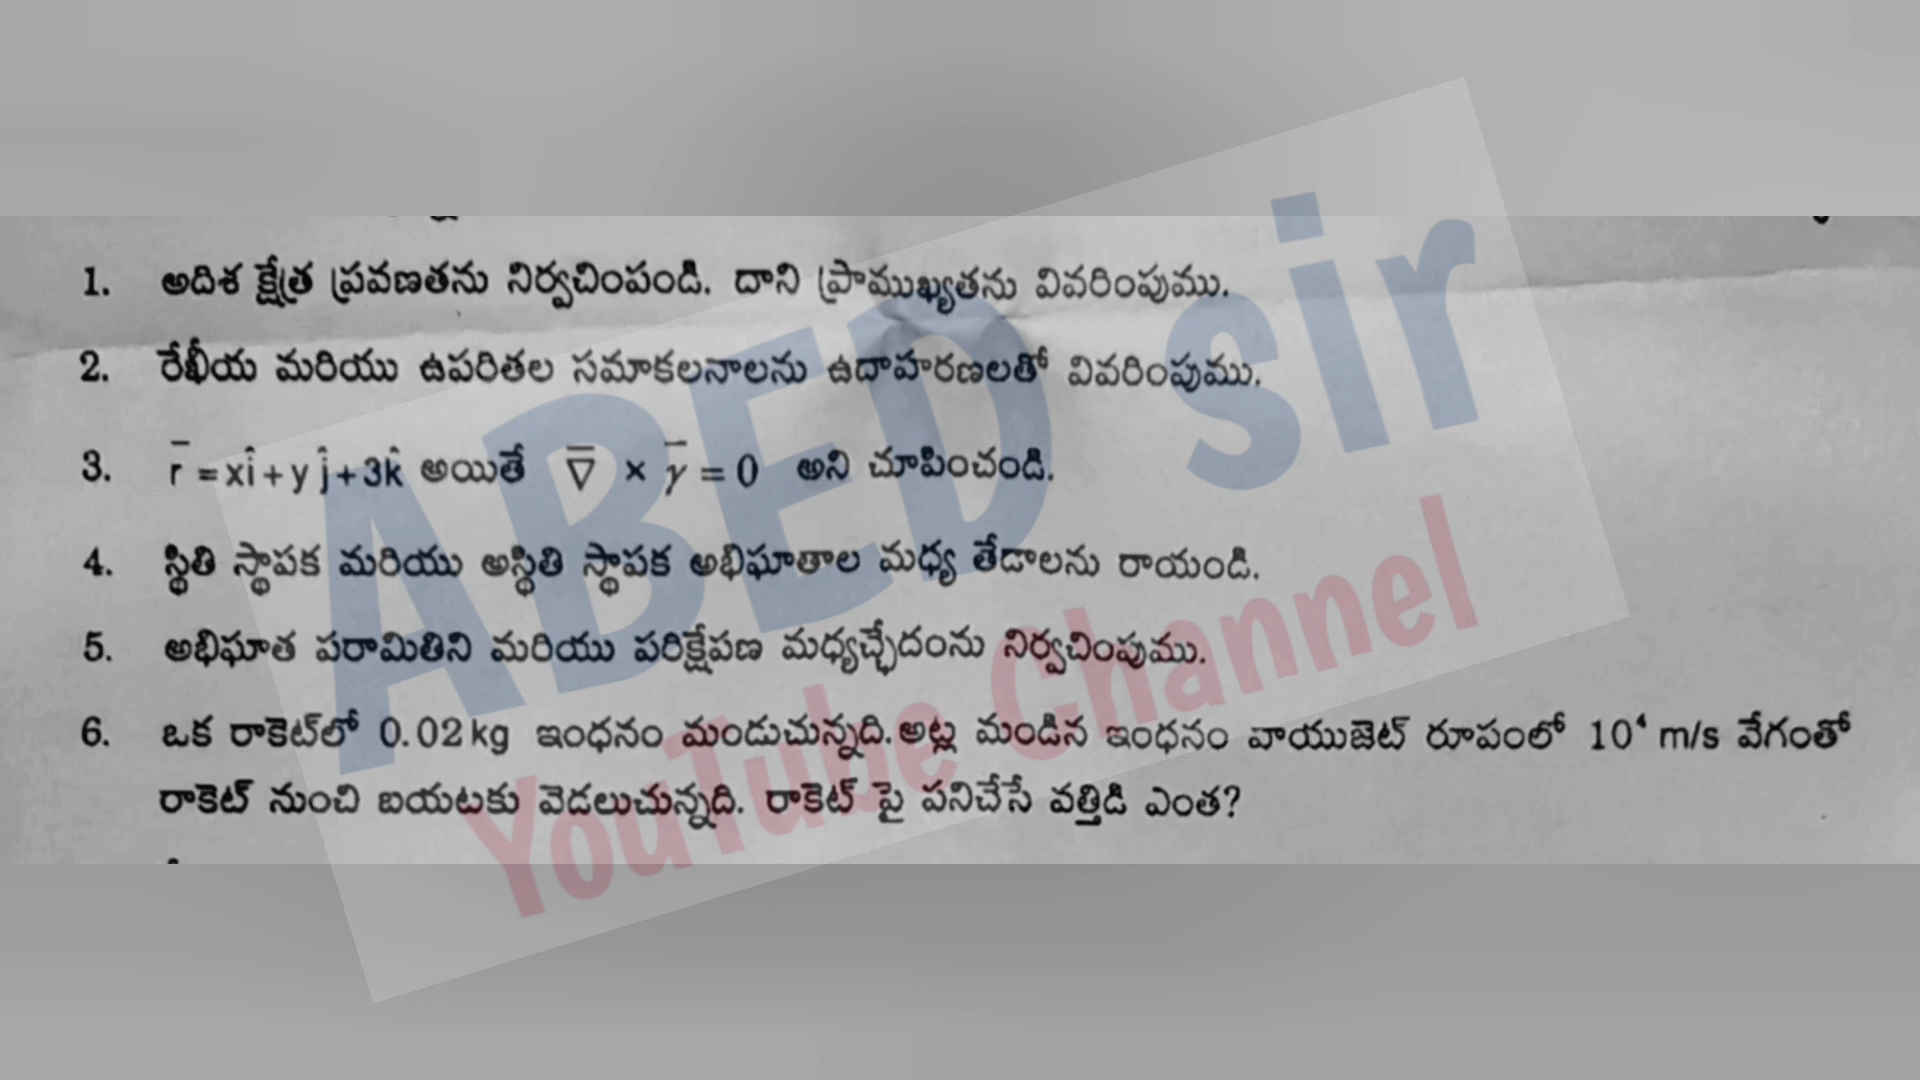 1. అదిశ క్షేత్ర ప్రవణతను నిర్వచింపండి. దాని ప్రాముఖ్యతను వివరింపుము.
2. రేఖీయ మరియు ఉపరితల సమాకలనాలను ఉదాహరణలతో వివరింపుము.
3. r̄ = xî + y ĵ + 3k̂ అయితే ∇̄ × γ̄ = 0 అని చూపించండి.
4. స్థితి స్థాపక మరియు అస్థితి స్థాపక అభిఘాతాల మధ్య తేడాలను రాయండి.
5. అభిఘాత పరామితిని మరియు పరిక్షేపణ మధ్యచ్ఛేదంను నిర్వచింపుము.
6. ఒక రాకెట్‌లో 0.02 kg ఇంధనం మండుచున్నది. అట్ల మండిన ఇంధనం వాయుజెట్ రూపంలో 10⁴ m/s వేగంతో
రాకెట్ నుంచి బయటకు వెడలుచున్నది. రాకెట్ పై పనిచేసే వత్తిడి ఎంత?
ABED sir
YouTube Channel